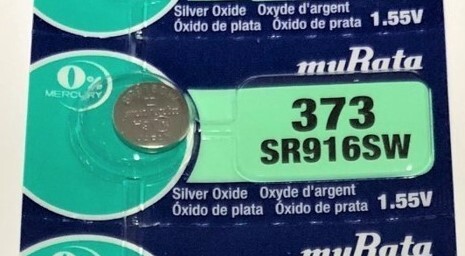 Silver Oxide Oxyde d'argent
Óxido de plata Óxido de prata 1.55V
muRata
0%
MERCURY
373
SR916SW
Silver Oxide Oxyde d'argent
Óxido de plata Óxido de prata 1.55V
muRata